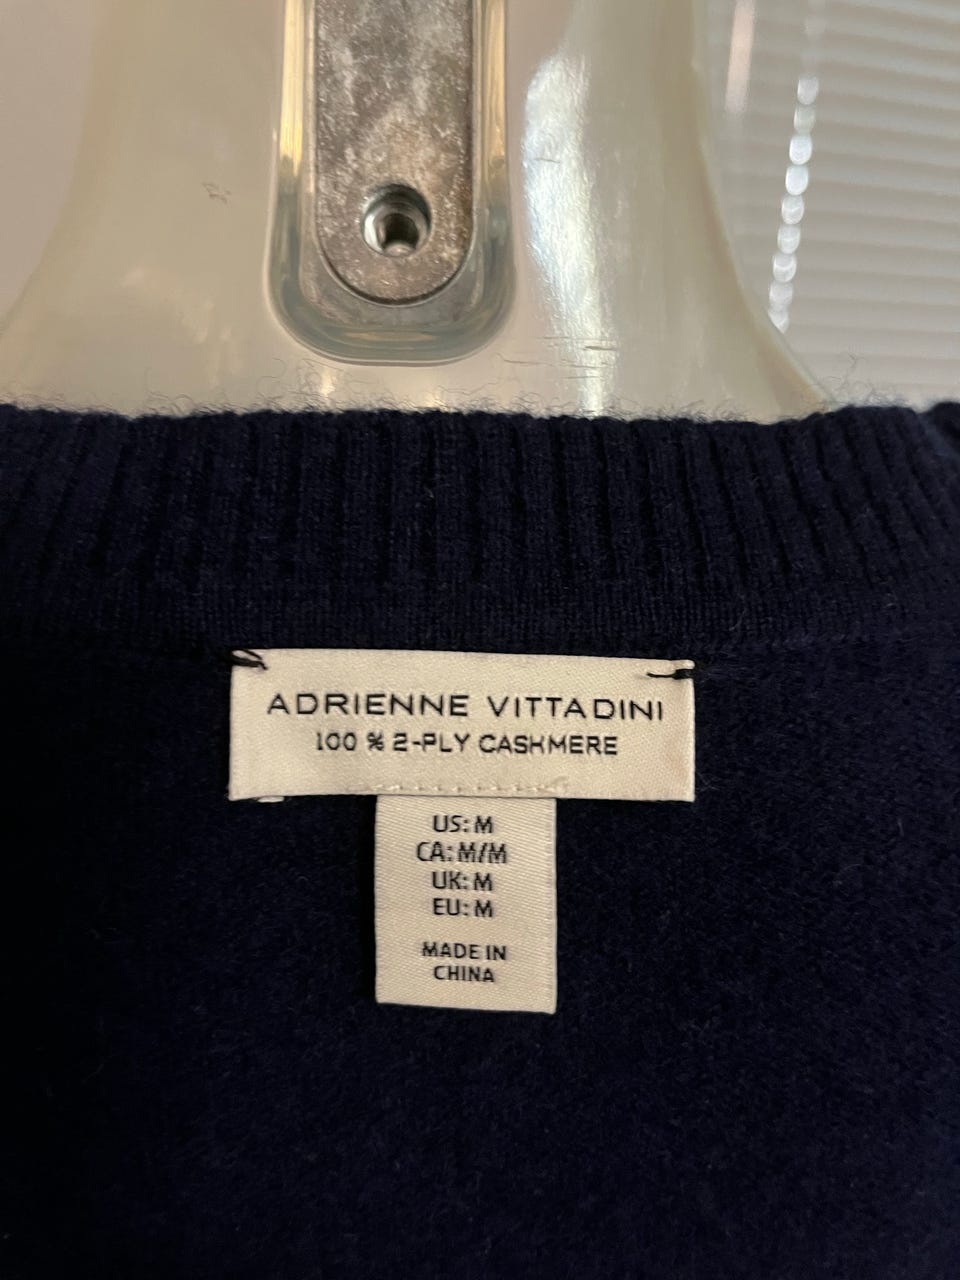 ADRIENNE VITTADINI
100 % 2-PLY CASHMERE
US: M
CA: M/M
UK: M
EU: M
MADE IN
CHINA